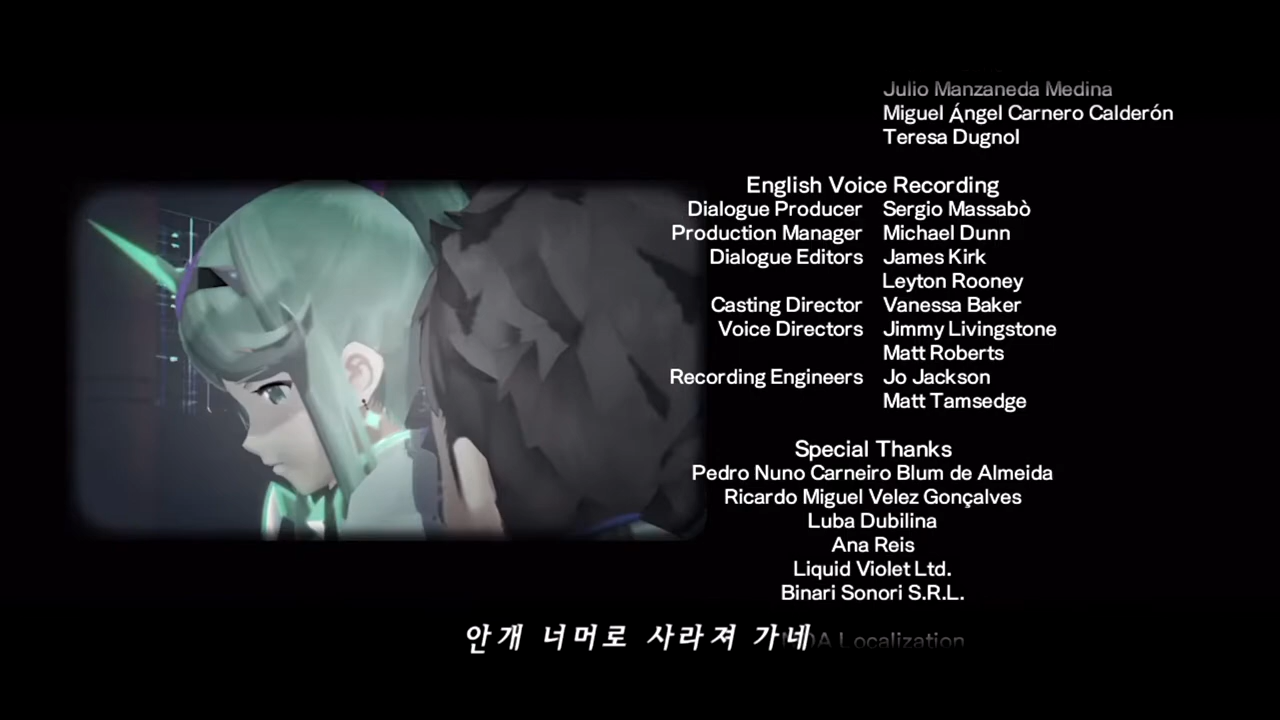 Julio Manzaneda Medina
Miguel Ángel Carnero Calderón
Teresa Dugnol
English Voice Recording
Dialogue Producer Sergio Massabò
Production Manager Michael Dunn
Dialogue Editors James Kirk
Leyton Rooney
Casting Director Vanessa Baker
Voice Directors Jimmy Livingstone
Matt Roberts
Recording Engineers Jo Jackson
Matt Tamsedge
Special Thanks
Pedro Nuno Carneiro Blum de Almeida
Ricardo Miguel Velez Gonçalves
Luba Dubilina
Ana Reis
Liquid Violet Ltd.
Binari Sonori S.R.L.
Localization
안개 너머로 사라져 가네